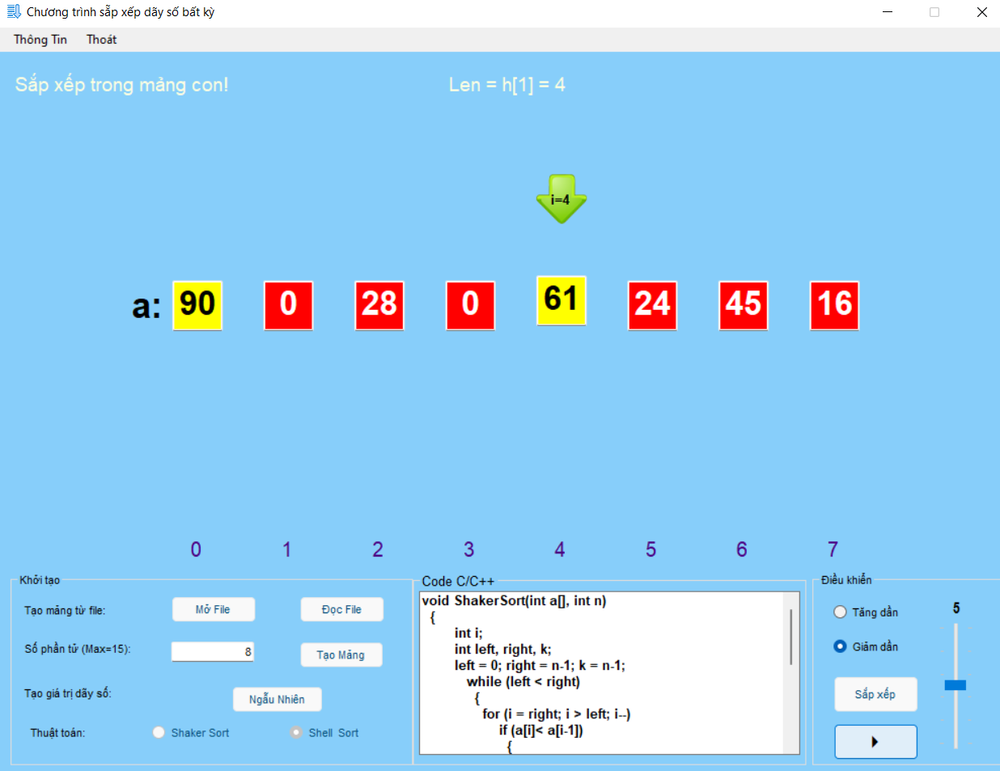 Chương trình sắp xếp dãy số bất kỳ
Thông Tin Thoát
Sắp xếp trong mảng con! Len = h[1] = 4
i=4
a: 90 0 28 0 61 24 45 16
0 1 2 3 4 5 6 7
Khởi tạo
Tạo mảng từ file: Mở File Đọc File
Số phần tử (Max=15): 8 Tạo Mảng
Tạo giá trị dãy số: Ngẫu Nhiên
Thuật toán: Shaker Sort Shell Sort
Code C/C++
void ShakerSort(int a[], int n)
{
int i;
int left, right, k;
left = 0; right = n-1; k = n-1;
while (left < right)
{
for (i = right; i > left; i--)
if (a[i]< a[i-1])
{
Điều khiển
Tăng dần 5
Giảm dần
Sắp xếp